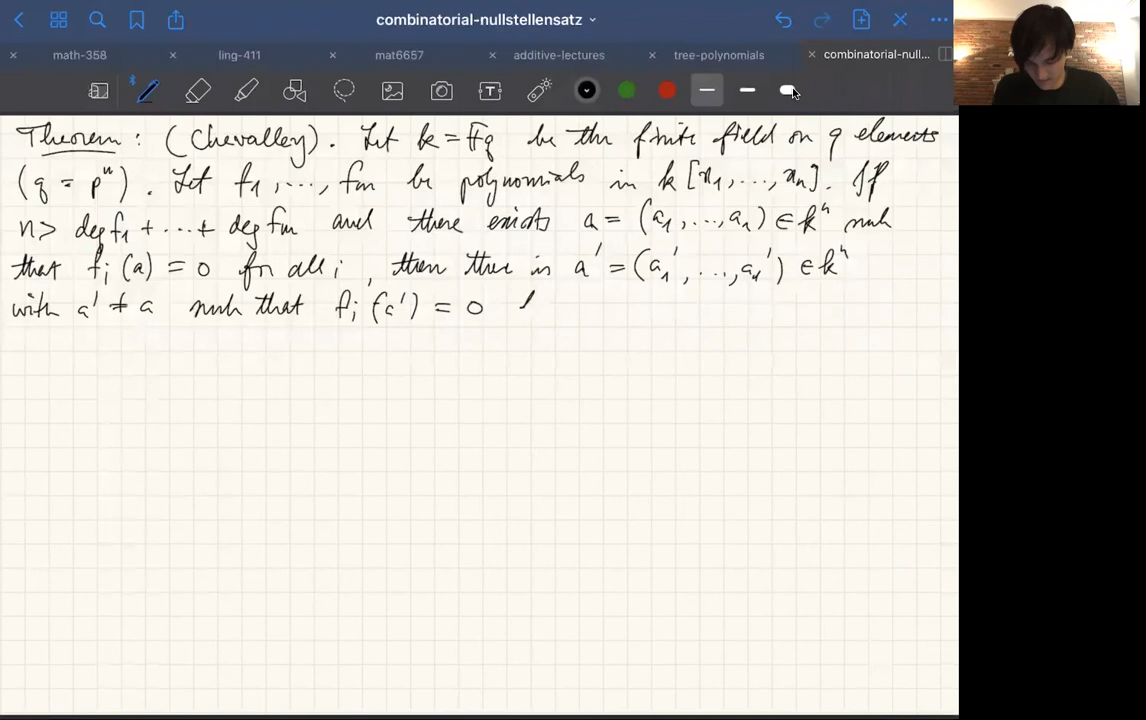 combinatorial-nullstellensatz
math-358
ling-411
mat6657
additive-lectures
tree-polynomials
combinatorial-null...
Theorem : (Chevalley). Let k = 𝔽q be the finite field on q elements
(q = pⁿ). Let f1, ..., fm be polynomials in k[x1, ..., xn]. If
n > deg f1 + ... + deg fm and there exists a = (a1, ..., an) ∈ kⁿ such
that fi(a) = 0 for all i, then there is a' = (a1', ..., an') ∈ kⁿ
with a' ≠ a such that fi(a') = 0